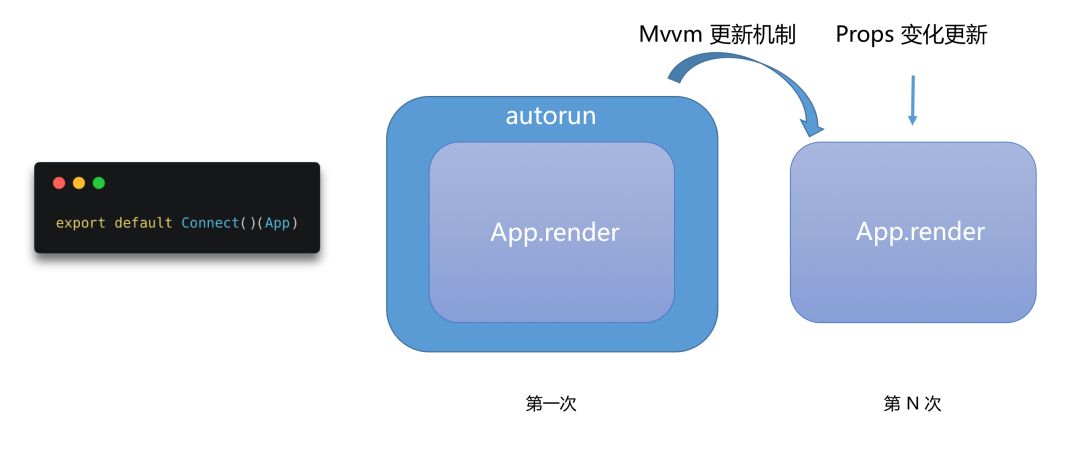 Mvvm 更新机制
Props 变化更新
autorun
export default Connect()(App)
App.render
App.render
第一次
第 N 次